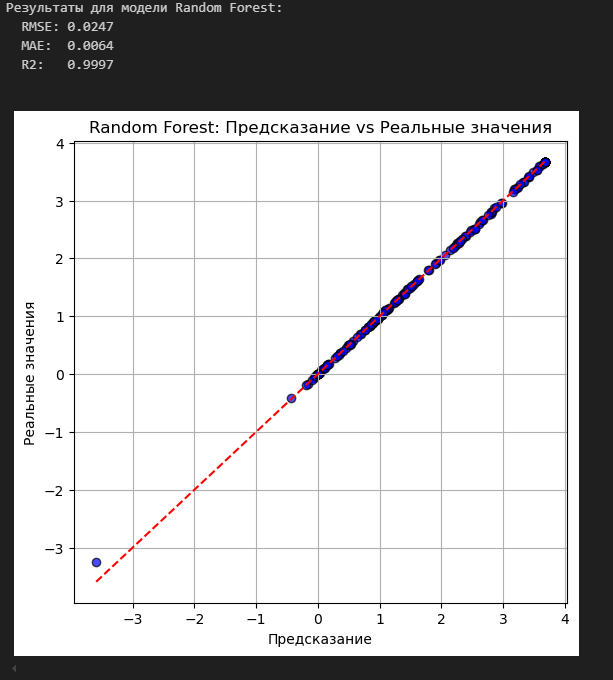 Результаты для модели Random Forest:
RMSE: 0.0247
MAE: 0.0064
R2: 0.9997
Random Forest: Предсказание vs Реальные значения
4
3
2
1
0
−1
−2
−3
Реальные значения
−3 −2 −1 0 1 2 3 4
Предсказание